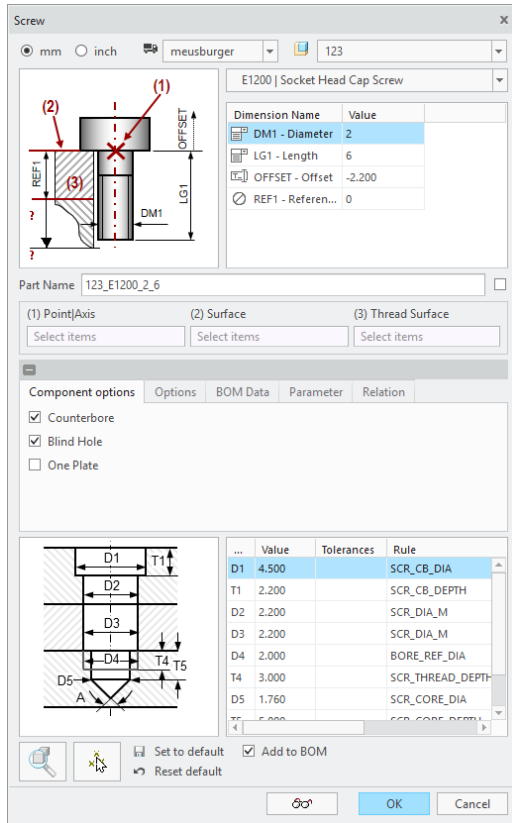 Screw x
mm inch meusburger 123
E1200 | Socket Head Cap Screw
(1)
(2)
(3)
OFFSET
REF1
LG1
DM1
?
?
Dimension Name Value
DM1 - Diameter 2
LG1 - Length 6
OFFSET - Offset -2.200
REF1 - Referen... 0
Part Name 123_E1200_2_6
(1) Point|Axis (2) Surface (3) Thread Surface
Select items Select items Select items
Component options Options BOM Data Parameter Relation
Counterbore
Blind Hole
One Plate
D1 T1
D2
D3
D4 T4 T5
D5
A
... Value Tolerances Rule
D1 4.500 SCR_CB_DIA
T1 2.200 SCR_CB_DEPTH
D2 2.200 SCR_DIA_M
D3 2.200 SCR_DIA_M
D4 2.000 BORE_REF_DIA
T4 3.000 SCR_THREAD_DEPTH
D5 1.760 SCR_CORE_DIA
T5 5.000 SCR_CORE_DEPTH
Set to default Add to BOM
Reset default
OK Cancel